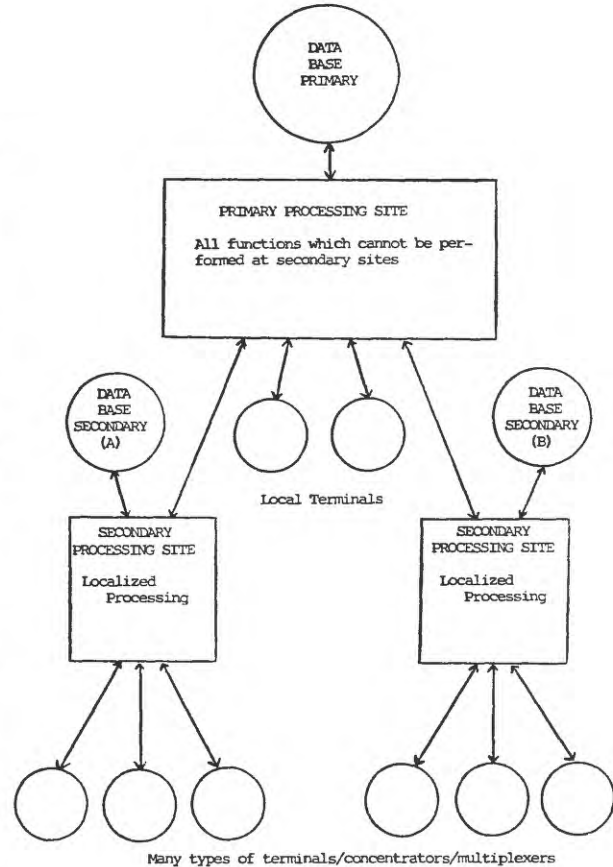 DATA
BASE
PRIMARY
PRIMARY PROCESSING SITE
All functions which cannot be per-
formed at secondary sites
DATA
BASE
SECONDARY
(A)
DATA
BASE
SECONDARY
(B)
Local Terminals
SECONDARY
PROCESSING SITE
Localized
Processing
SECONDARY
PROCESSING SITE
Localized
Processing
Many types of terminals/concentrators/multiplexers